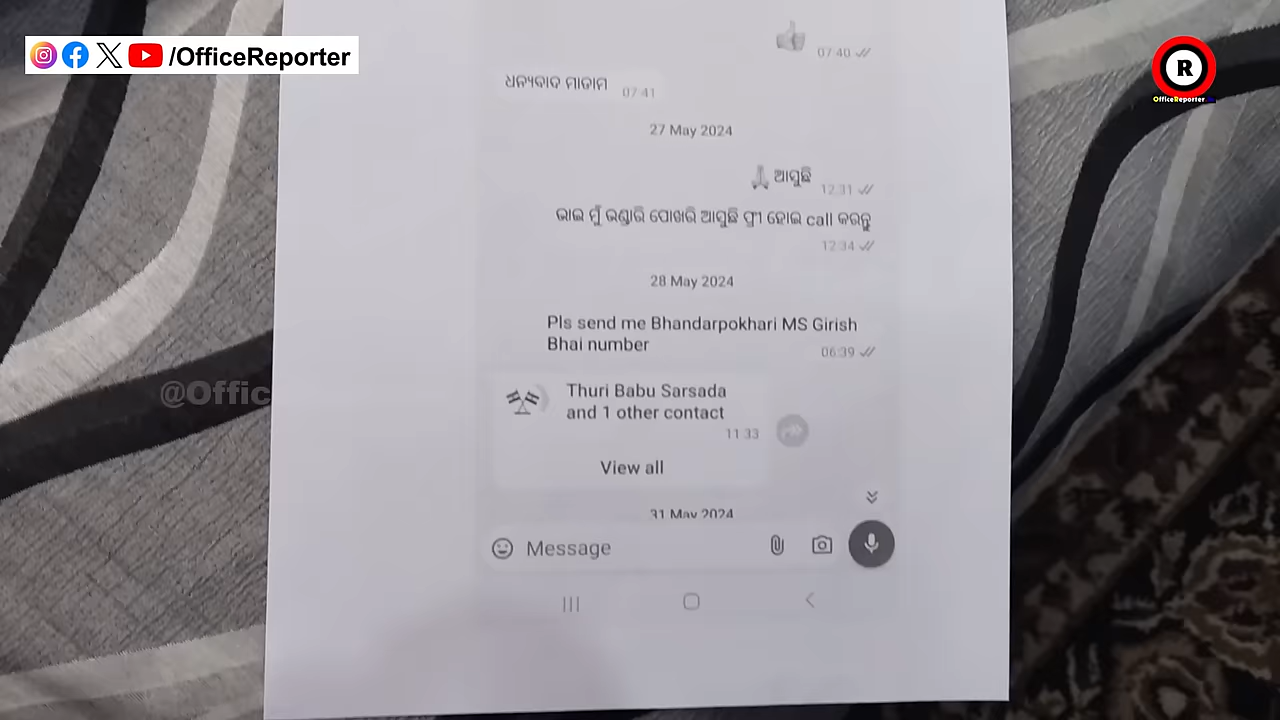 /OfficeReporter
R
OfficeReporter
07:40
ଧନ୍ୟବାଦ ମାଡାମ
07:41
27 May 2024
🙏 ଆସୁଛି
12:31
ଭାଇ ମୁଁ ଭଣ୍ଡାରି ପୋଖରି ଆସୁଛି ଫ୍ରୀ ହୋଇ call କରନ୍ତୁ
12:34
28 May 2024
Pls send me Bhandarpokhari MS Girish
Bhai number
06:39
Thuri Babu Sarsada
and 1 other contact
11:33
View all
31 May 2024
Message
@Offic